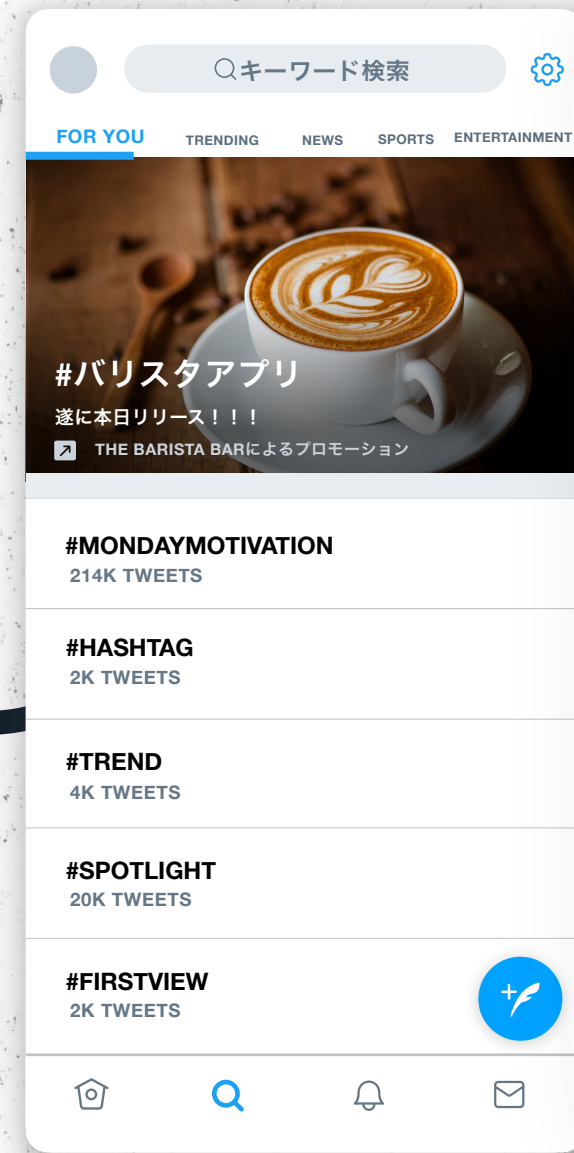 キーワード検索
FOR YOU TRENDING NEWS SPORTS ENTERTAINMENT
#バリスタアプリ
遂に本日リリース！！！
THE BARISTA BARによるプロモーション
#MONDAYMOTIVATION
214K TWEETS
#HASHTAG
2K TWEETS
#TREND
4K TWEETS
#SPOTLIGHT
20K TWEETS
#FIRSTVIEW
2K TWEETS